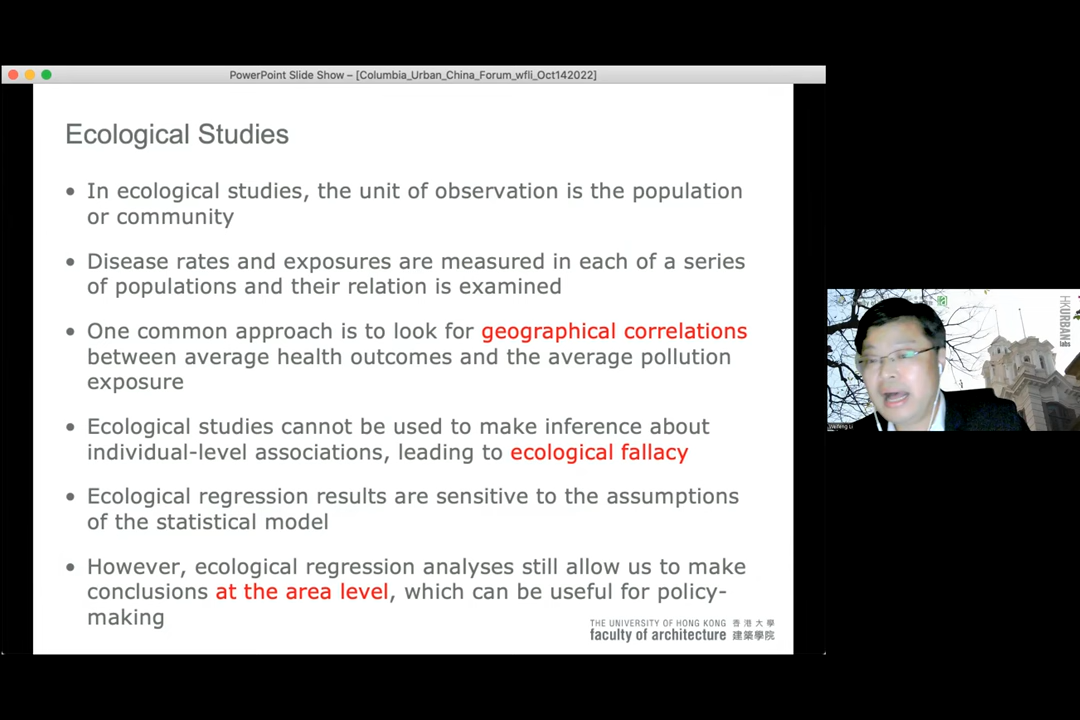 PowerPoint Slide Show – [Columbia_Urban_China_Forum_wfli_Oct142022]
Ecological Studies
• In ecological studies, the unit of observation is the population
or community
• Disease rates and exposures are measured in each of a series
of populations and their relation is examined
• One common approach is to look for geographical correlations
between average health outcomes and the average pollution
exposure
• Ecological studies cannot be used to make inference about
individual-level associations, leading to ecological fallacy
• Ecological regression results are sensitive to the assumptions
of the statistical model
• However, ecological regression analyses still allow us to make
conclusions at the area level, which can be useful for policy-
making
THE UNIVERSITY OF HONG KONG 香港大學
faculty of architecture 建築學院
HKURBAN
Weifeng Li